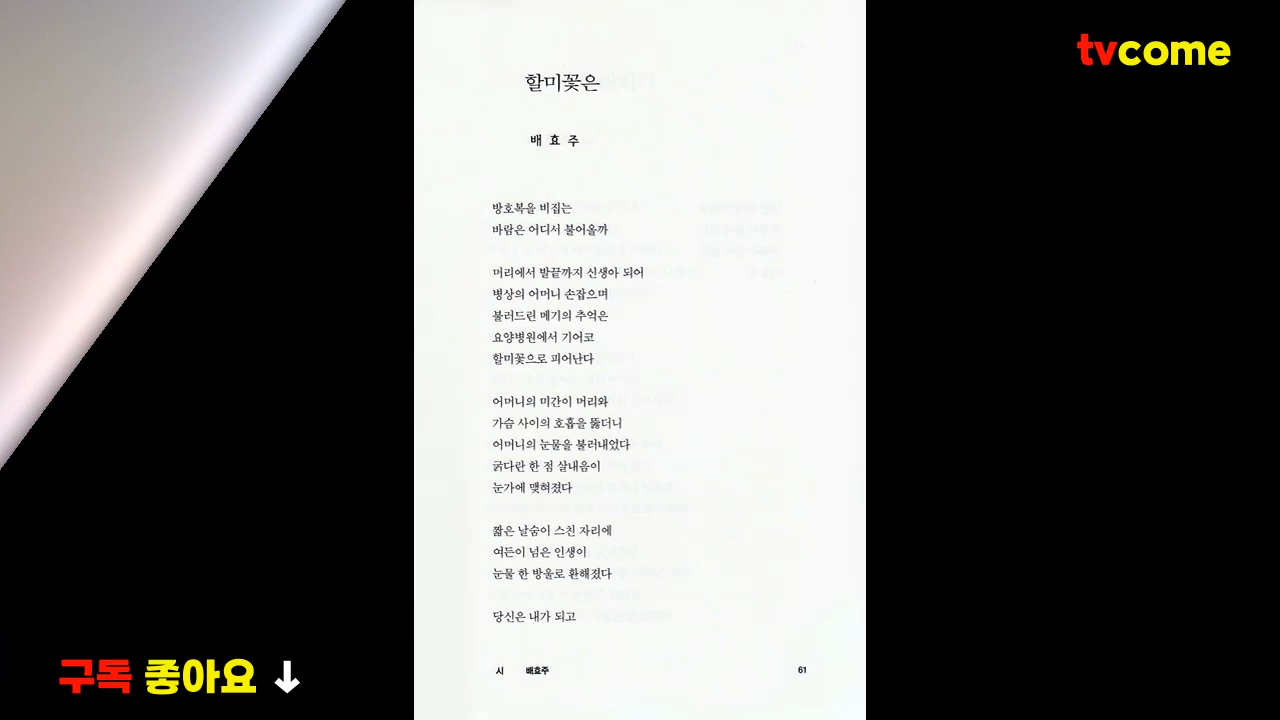 tvcome
할미꽃은
배 효 주
방호복을 비집는
바람은 어디서 불어올까
머리에서 발끝까지 신생아 되어
병상의 어머니 손잡으며
불러드린 메기의 추억은
요양병원에서 기어코
할미꽃으로 피어난다
어머니의 미간이 머리와
가슴 사이의 호흡을 뚫더니
어머니의 눈물을 불러내었다
굵다란 한 점 살내음이
눈가에 맺혀졌다
짧은 날숨이 스친 자리에
여든이 넘은 인생이
눈물 한 방울로 환해졌다
당신은 내가 되고
시 배효주 61
구독 좋아요 ↓